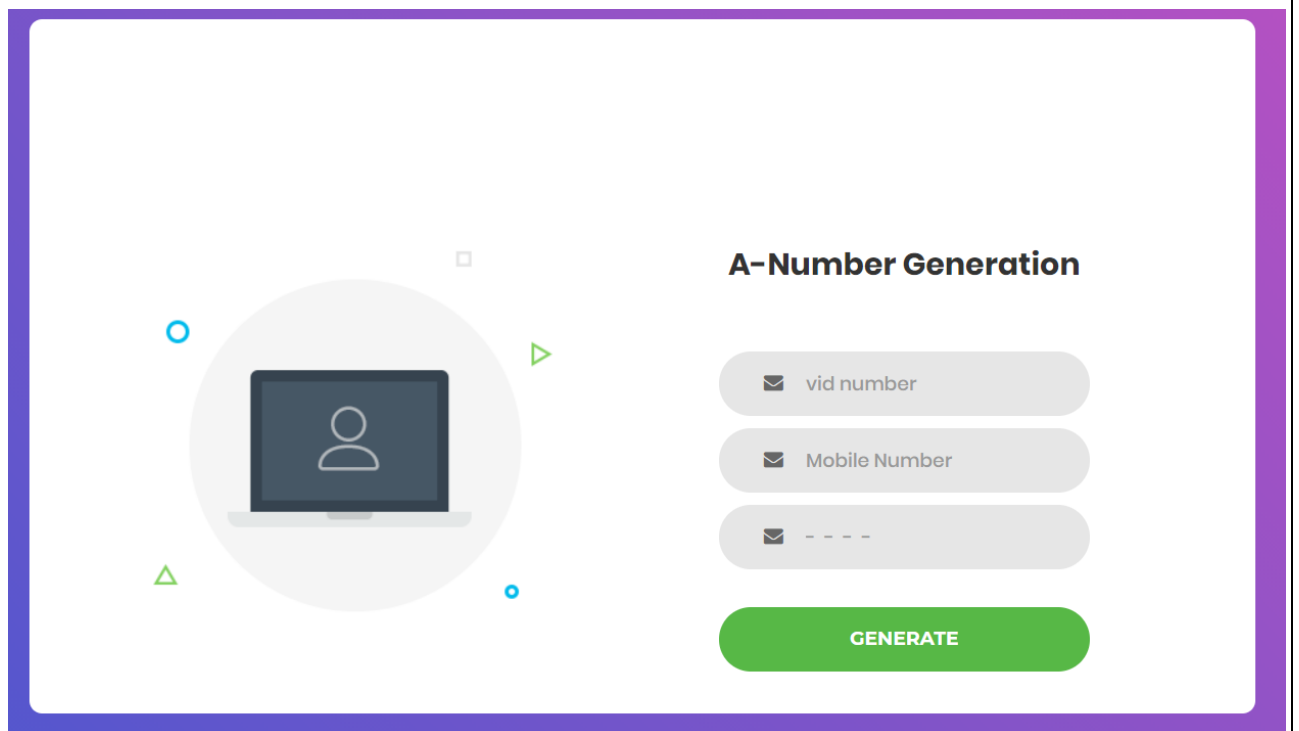 A-Number Generation
vid number
Mobile Number
- - - -
GENERATE